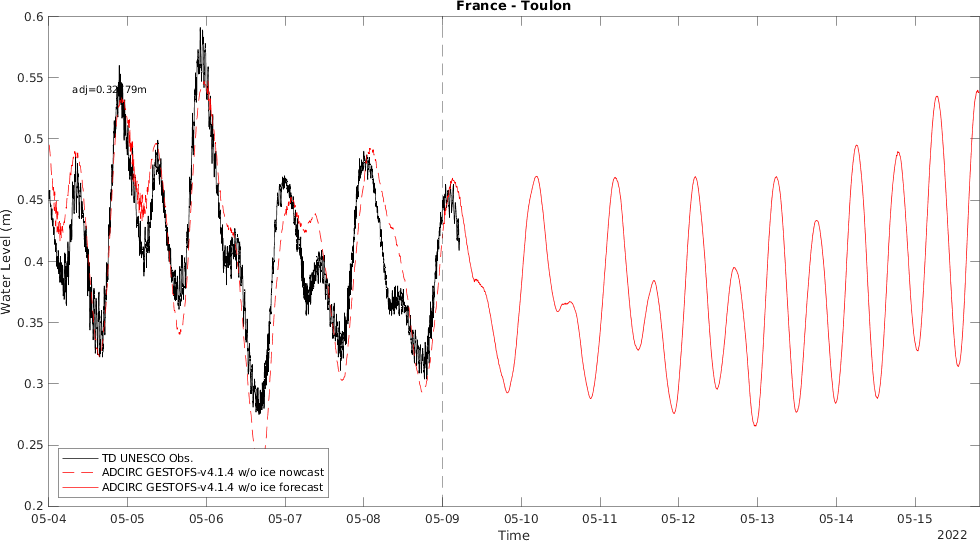 France - Toulon
0.6
0.55
0.5
0.45
0.4
0.35
0.3
0.25
0.2
Water Level (m)
TD UNESCO Obs.
ADCIRC GESTOFS-v4.1.4 w/o ice nowcast
ADCIRC GESTOFS-v4.1.4 w/o ice forecast
05-04 05-05 05-06 05-07 05-08 05-09 05-10 05-11 05-12 05-13 05-14 05-15
Time
2022